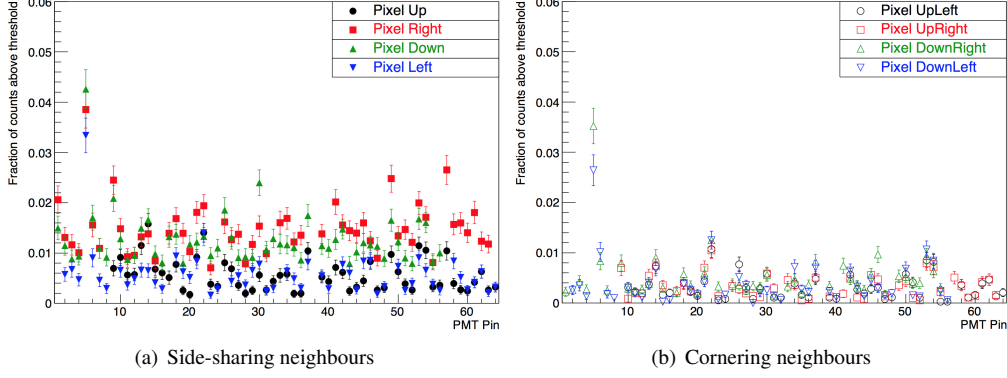 Fraction of counts above threshold
0.06
0.05
0.04
0.03
0.02
0.01
0
10
20
30
40
50
60
PMT Pin
Pixel Up
Pixel Right
Pixel Down
Pixel Left
(a) Side-sharing neighbours
Fraction of counts above threshold
0.06
0.05
0.04
0.03
0.02
0.01
0
10
20
30
40
50
60
PMT Pin
Pixel UpLeft
Pixel UpRight
Pixel DownRight
Pixel DownLeft
(b) Cornering neighbours